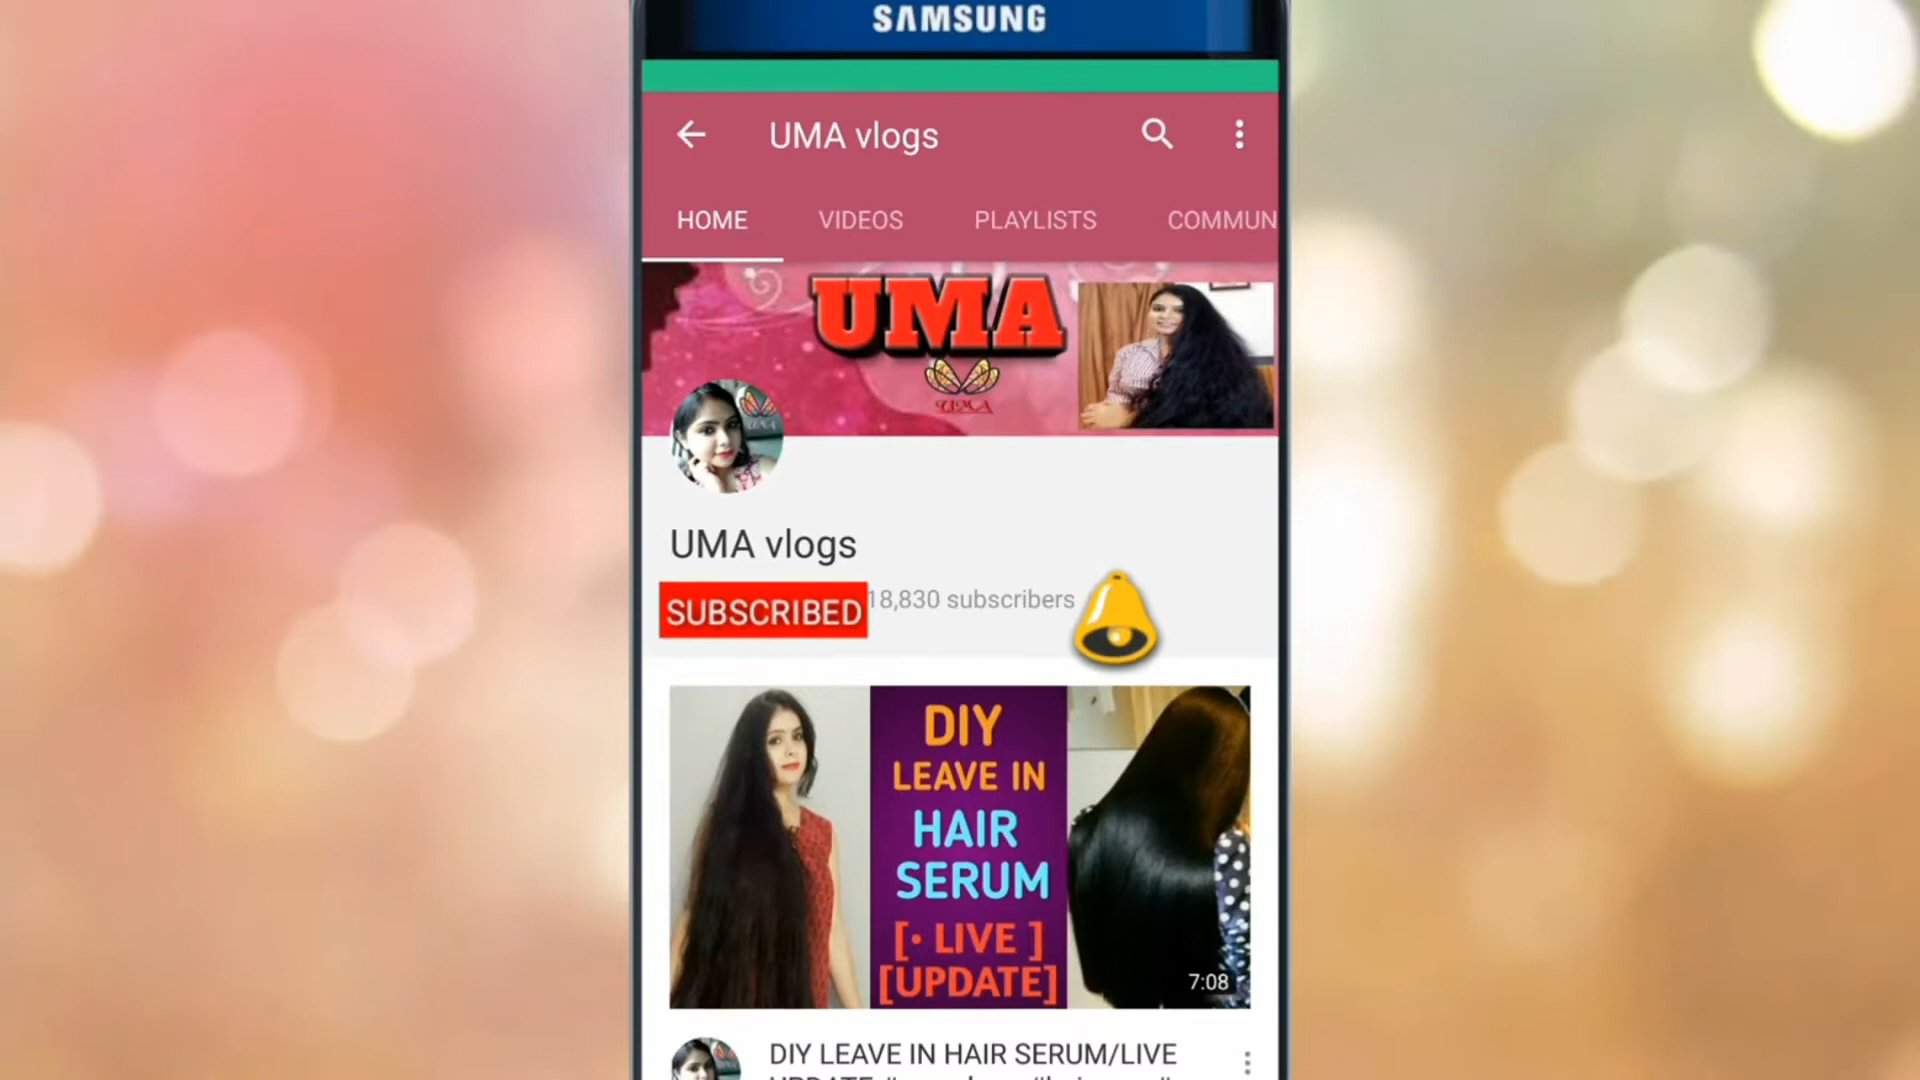 SAMSUNG
UMA vlogs
HOME VIDEOS PLAYLISTS COMMUN
UMA
UMA
UMA vlogs
SUBSCRIBED 18,830 subscribers
DIY
LEAVE IN
HAIR
SERUM
[• LIVE ]
[UPDATE]
7:08
DIY LEAVE IN HAIR SERUM/LIVE